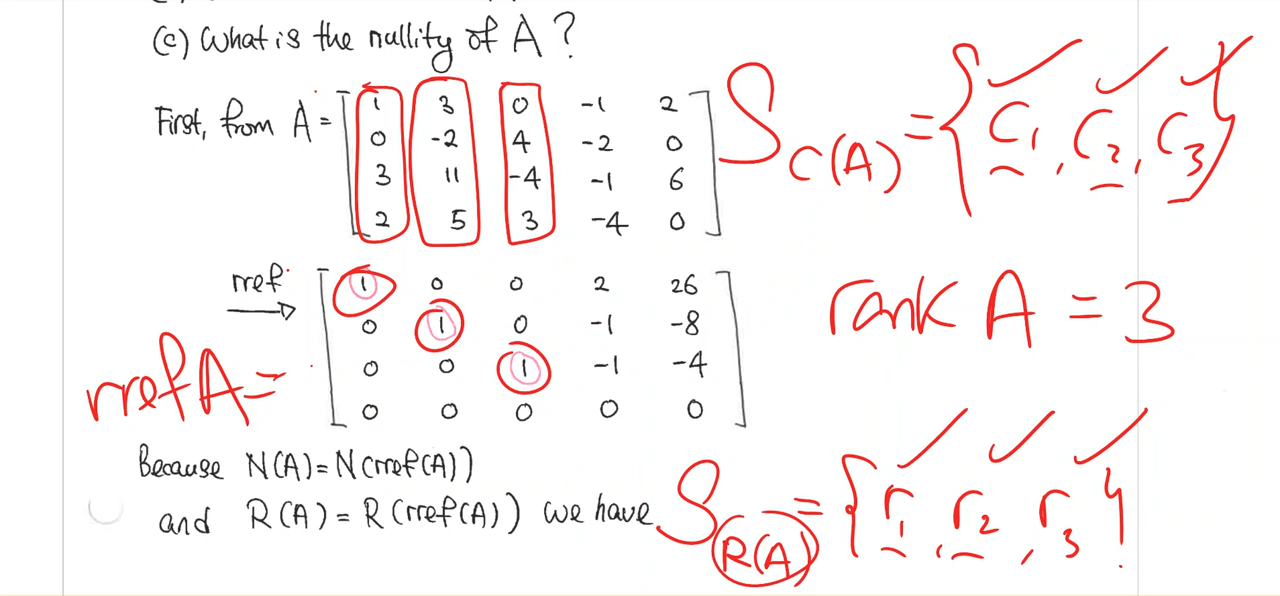 (c) What is the nullity of A?
First, from A = [ 1 3 0 -1 2
0 -2 4 -2 0
3 11 -4 -1 6
2 5 3 -4 0 ]
S C(A) = { C1, C2, C3 }
rref → [ 1 0 0 2 26
0 1 0 -1 -8
0 0 1 -1 -4
0 0 0 0 0 ]
rref A =
rank A = 3
Because N(A) = N(rref(A))
and R(A) = R(rref(A)) we have
S R(A) = { r1, r2, r3 }